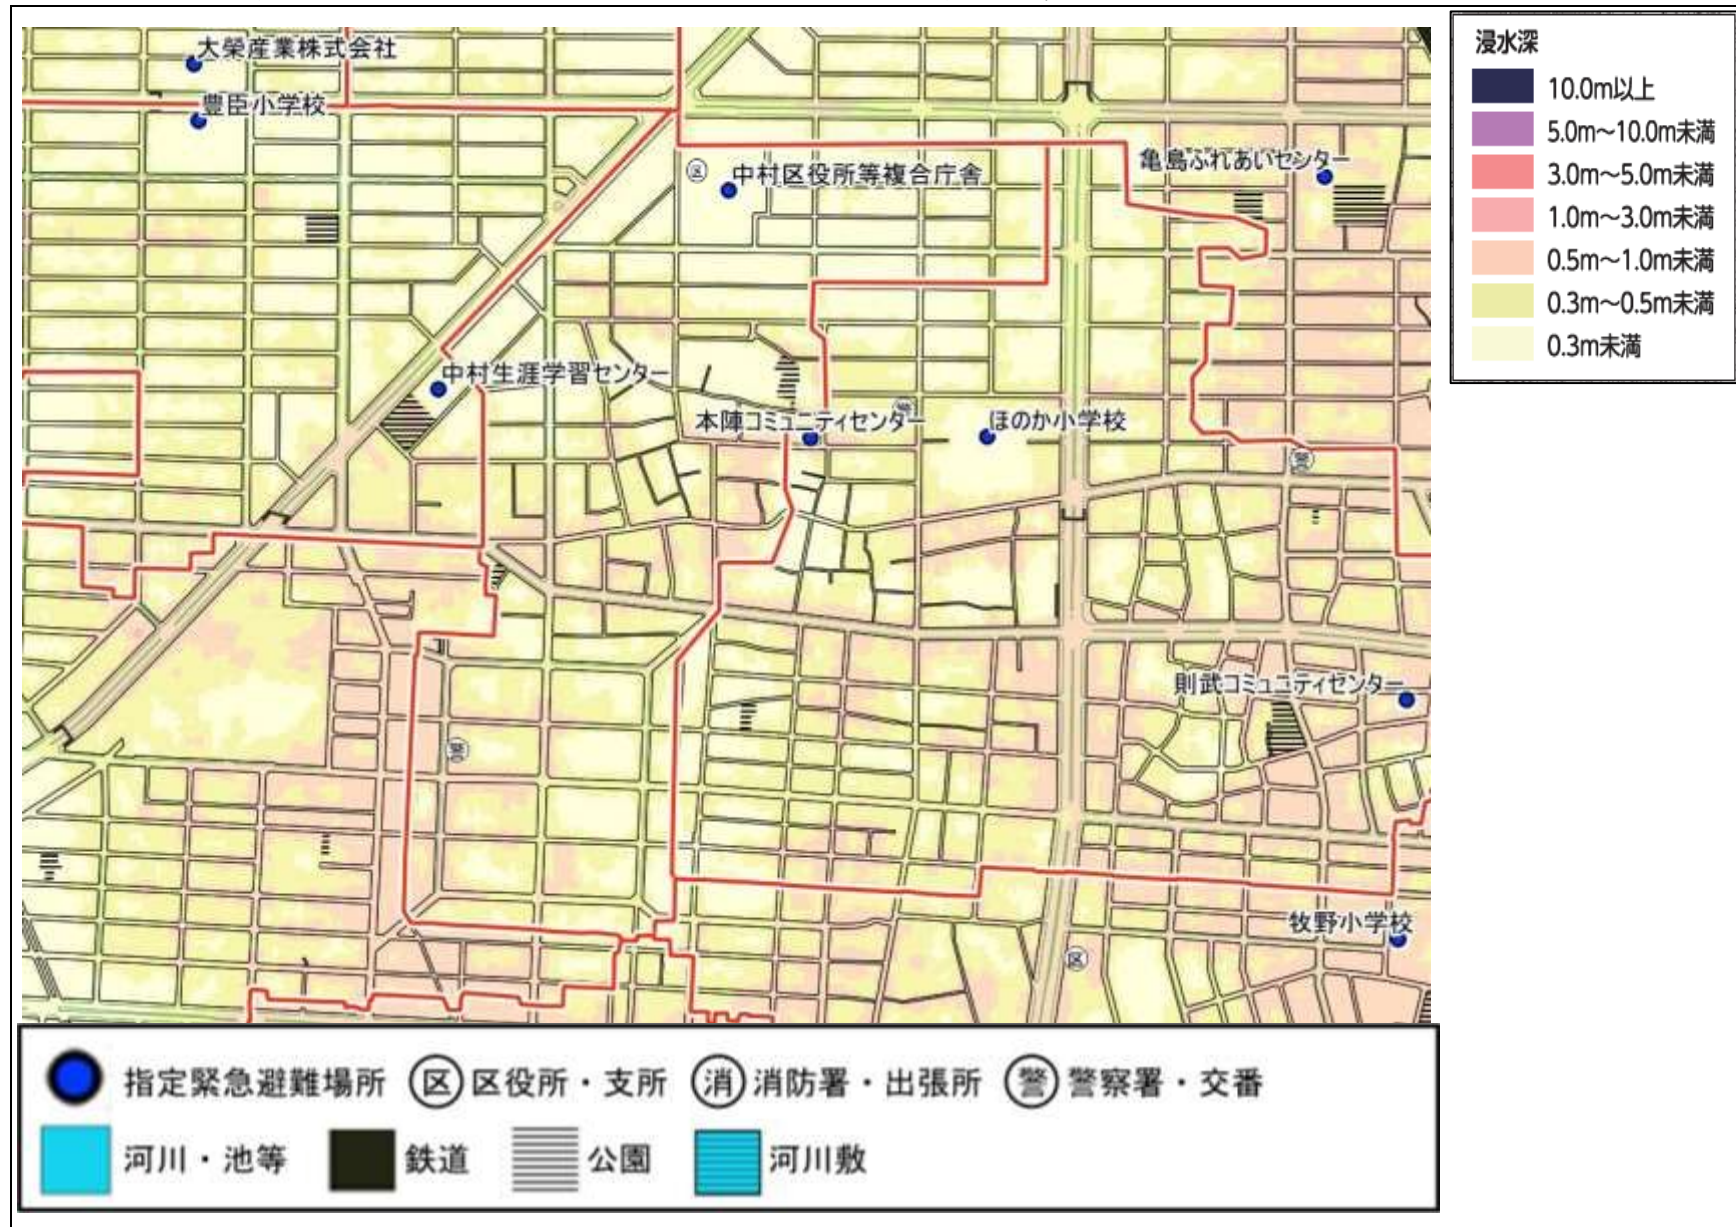 大榮産業株式会社
豊臣小学校
区
中村区役所等複合庁舎
亀島ふれあいセンター
中村生涯学習センター
本陣コミュニティセンター
ほのか小学校
警
則武コミュニティセンター
警
牧野小学校
区
浸水深
10.0m以上
5.0m～10.0m未満
3.0m～5.0m未満
1.0m～3.0m未満
0.5m～1.0m未満
0.3m～0.5m未満
0.3m未満
指定緊急避難場所 区 区役所・支所 消 消防署・出張所 警 警察署・交番
河川・池等 鉄道 公園 河川敷